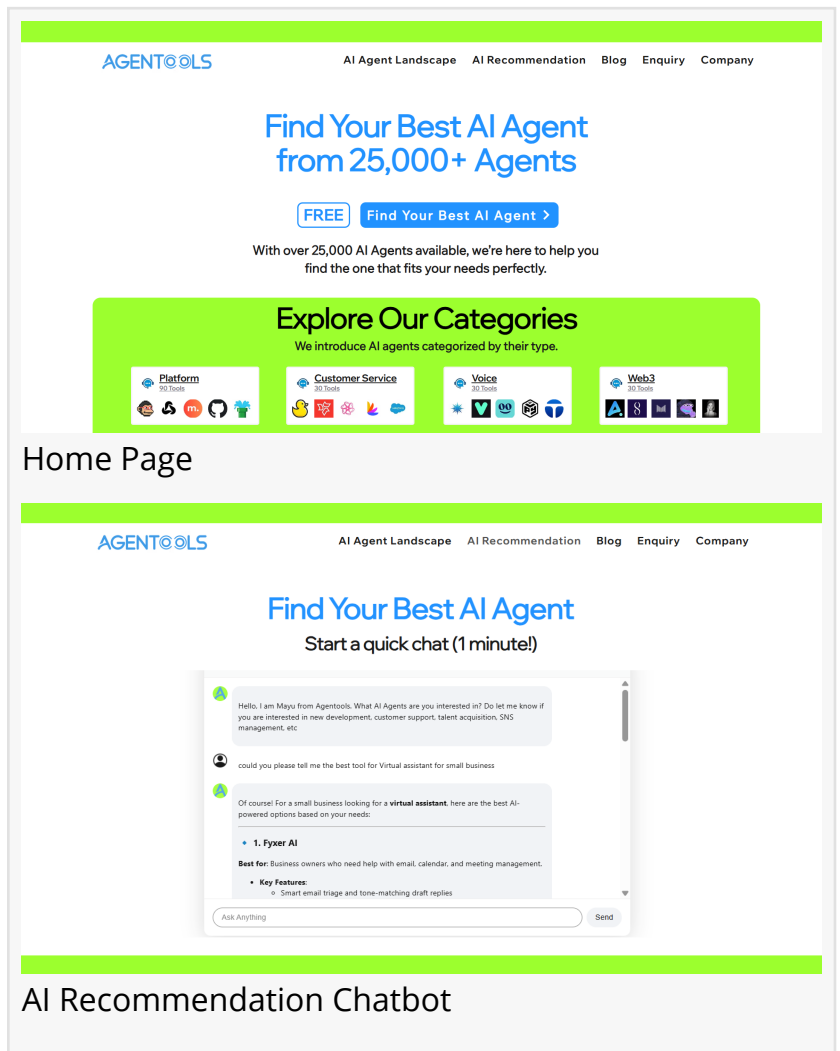 AGENTOOLS
AI Agent Landscape AI Recommendation Blog Enquiry Company
Find Your Best AI Agent
from 25,000+ Agents
FREE Find Your Best AI Agent >
With over 25,000 AI Agents available, we're here to help you
find the one that fits your needs perfectly.
Explore Our Categories
We introduce AI agents categorized by their type.
Platform
90 Tools
Customer Service
30 Tools
Voice
30 Tools
Web3
30 Tools
m.
Home Page
AGENTOOLS
AI Agent Landscape AI Recommendation Blog Enquiry Company
Find Your Best AI Agent
Start a quick chat (1 minute!)
Hello, I am Mayu from Agentools. What AI Agents are you interested in? Do let me know if
you are interested in new development, customer support, talent acquisition, SNS
management, etc
could you please tell me the best tool for Virtual assistant for small business
Of course! For a small business looking for a virtual assistant, here are the best AI-
powered options based on your needs:
1. Fyxer AI
Best for: Business owners who need help with email, calendar, and meeting management.
• Key Features:
Smart email triage and tone-matching draft replies
Ask Anything
Send
AI Recommendation Chatbot